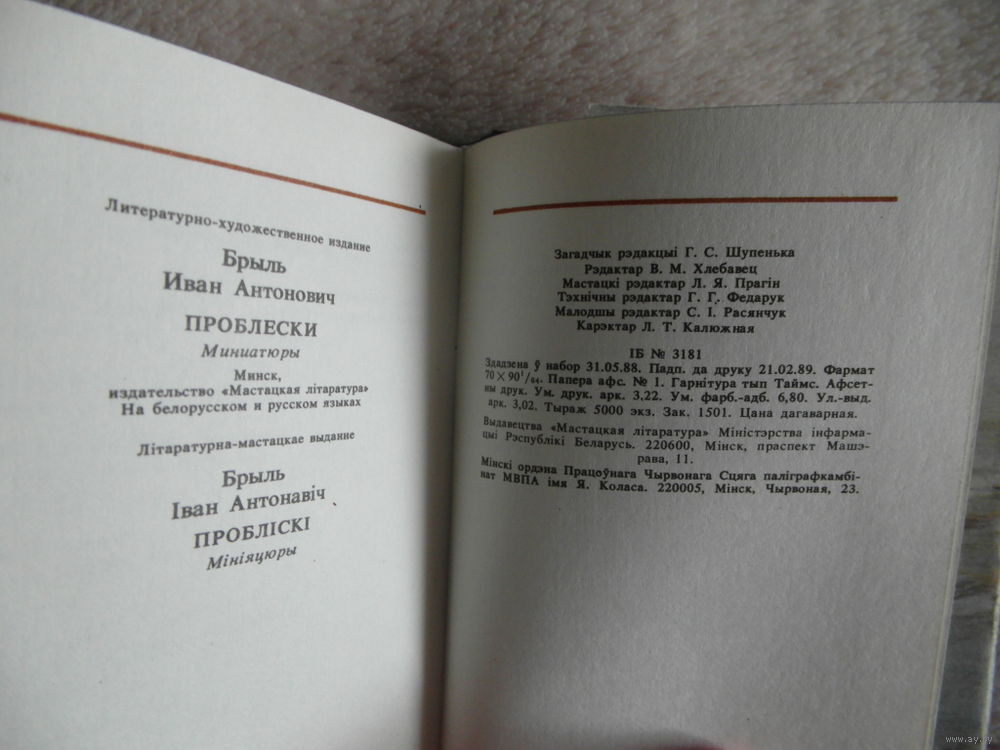 Литературно-художественное издание
Брыль
Иван Антонович
ПРОБЛЕСКИ
Миниатюры
Минск,
издательство «Мастацкая літаратура»
На белорусском и русском языках
Літаратурна-мастацкае выданне
Брыль
Іван Антонавіч
ПРОБЛІСКІ
Мініяцюры
Загадчык рэдакцыі Г. С. Шупенька
Рэдактар В. М. Хлебавец
Мастацкі рэдактар Л. Я. Прагін
Тэхнічны рэдактар Г. Г. Федарук
Малодшы рэдактар С. І. Расянчук
Карэктар Л. Т. Калюжная
ІБ № 3181
Здадзена ў набор 31.05.88. Падп. да друку 21.02.89. Фармат
70×90¹/₆₄. Папера афс. № 1. Гарнітура тып Таймс. Афсет-
ны друк. Ум. друк. арк. 3,22. Ум. фарб.-адб. 6,80. Ул.-выд.
арк. 3,02. Тыраж 5000 экз. Зак. 1501. Цана дагаварная.
Выдавецтва «Мастацкая літаратура» Міністэрства інфарма-
цыі Рэспублікі Беларусь. 220600, Мінск, праспект Машэ-
рава, 11.
Мінскі ордэна Працоўнага Чырвонага Сцяга паліграфкамбі-
нат МВПА імя Я. Коласа. 220005, Мінск, Чырвоная, 23.
www.ay.by